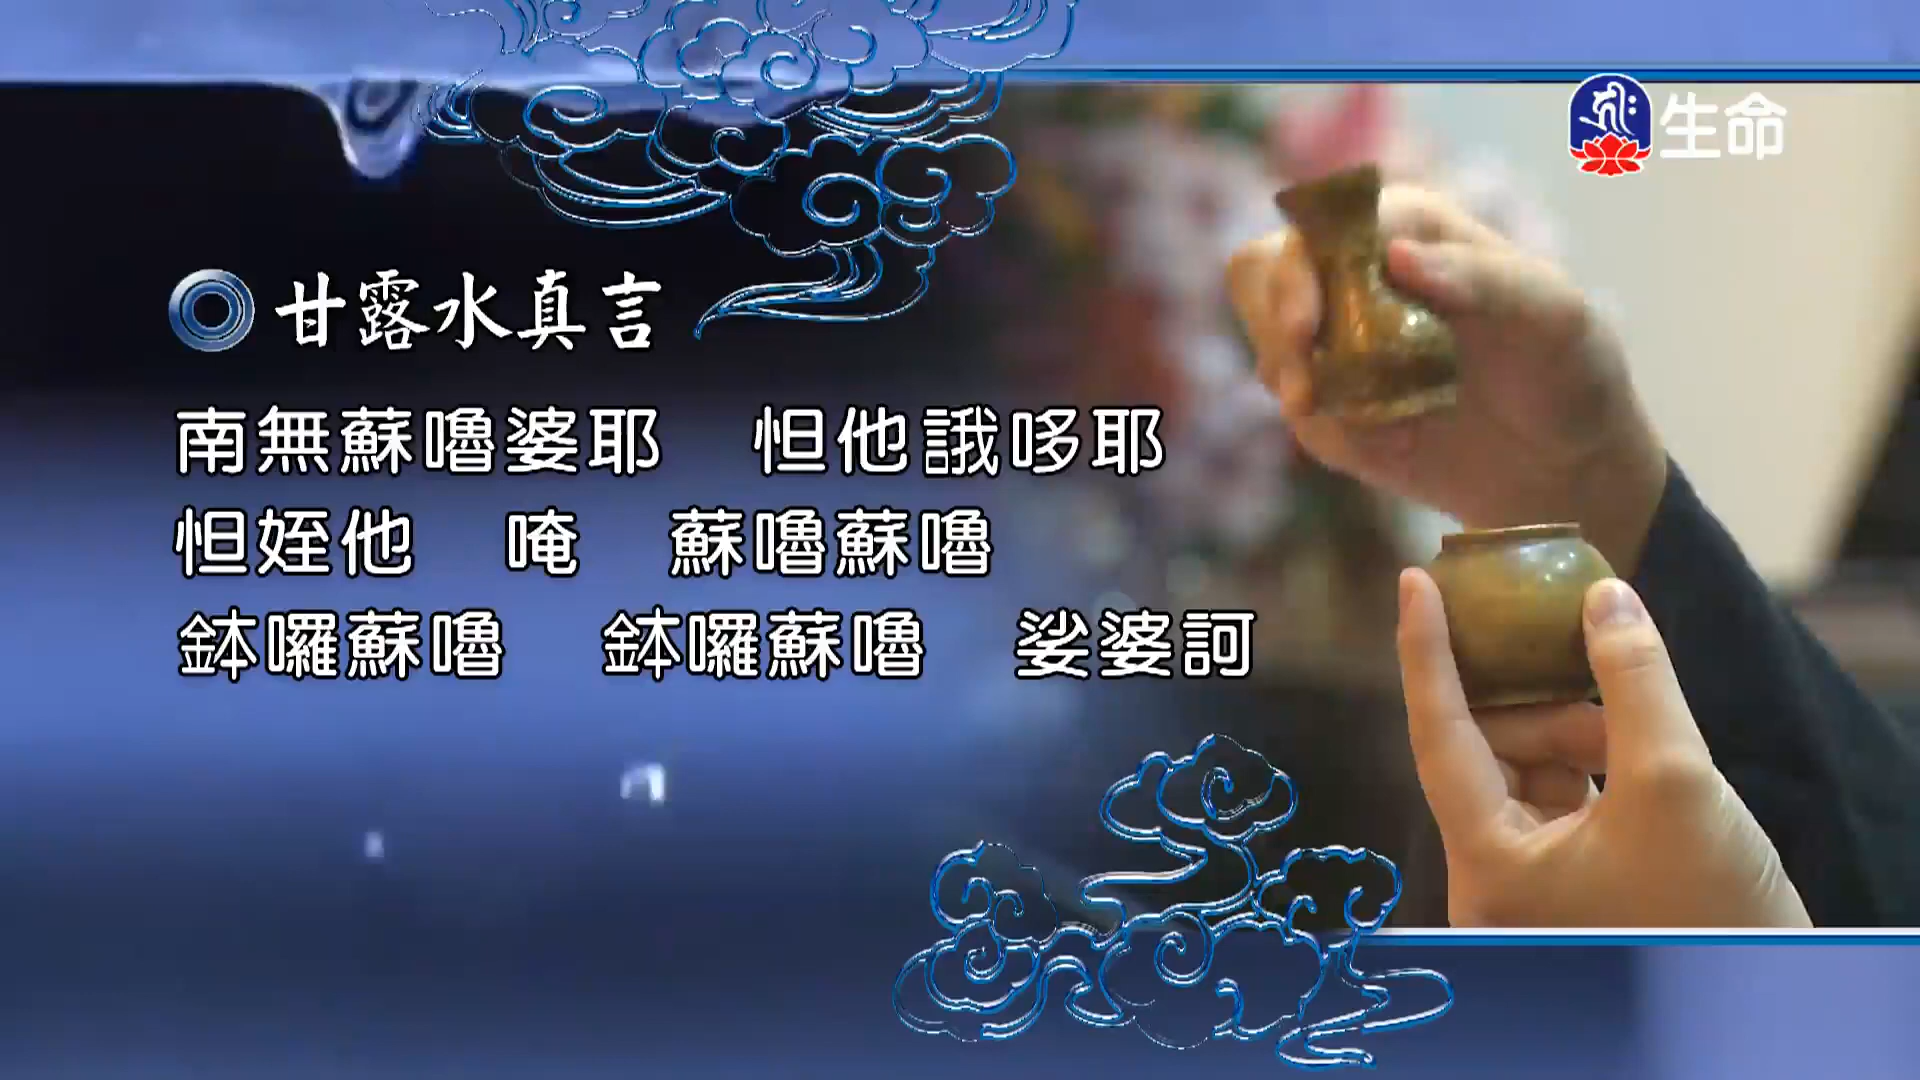 生命
甘露水真言
南無蘇嚕婆耶　怛他誐哆耶
怛姪他　唵　蘇嚕蘇嚕
鉢囉蘇嚕　鉢囉蘇嚕　娑婆訶